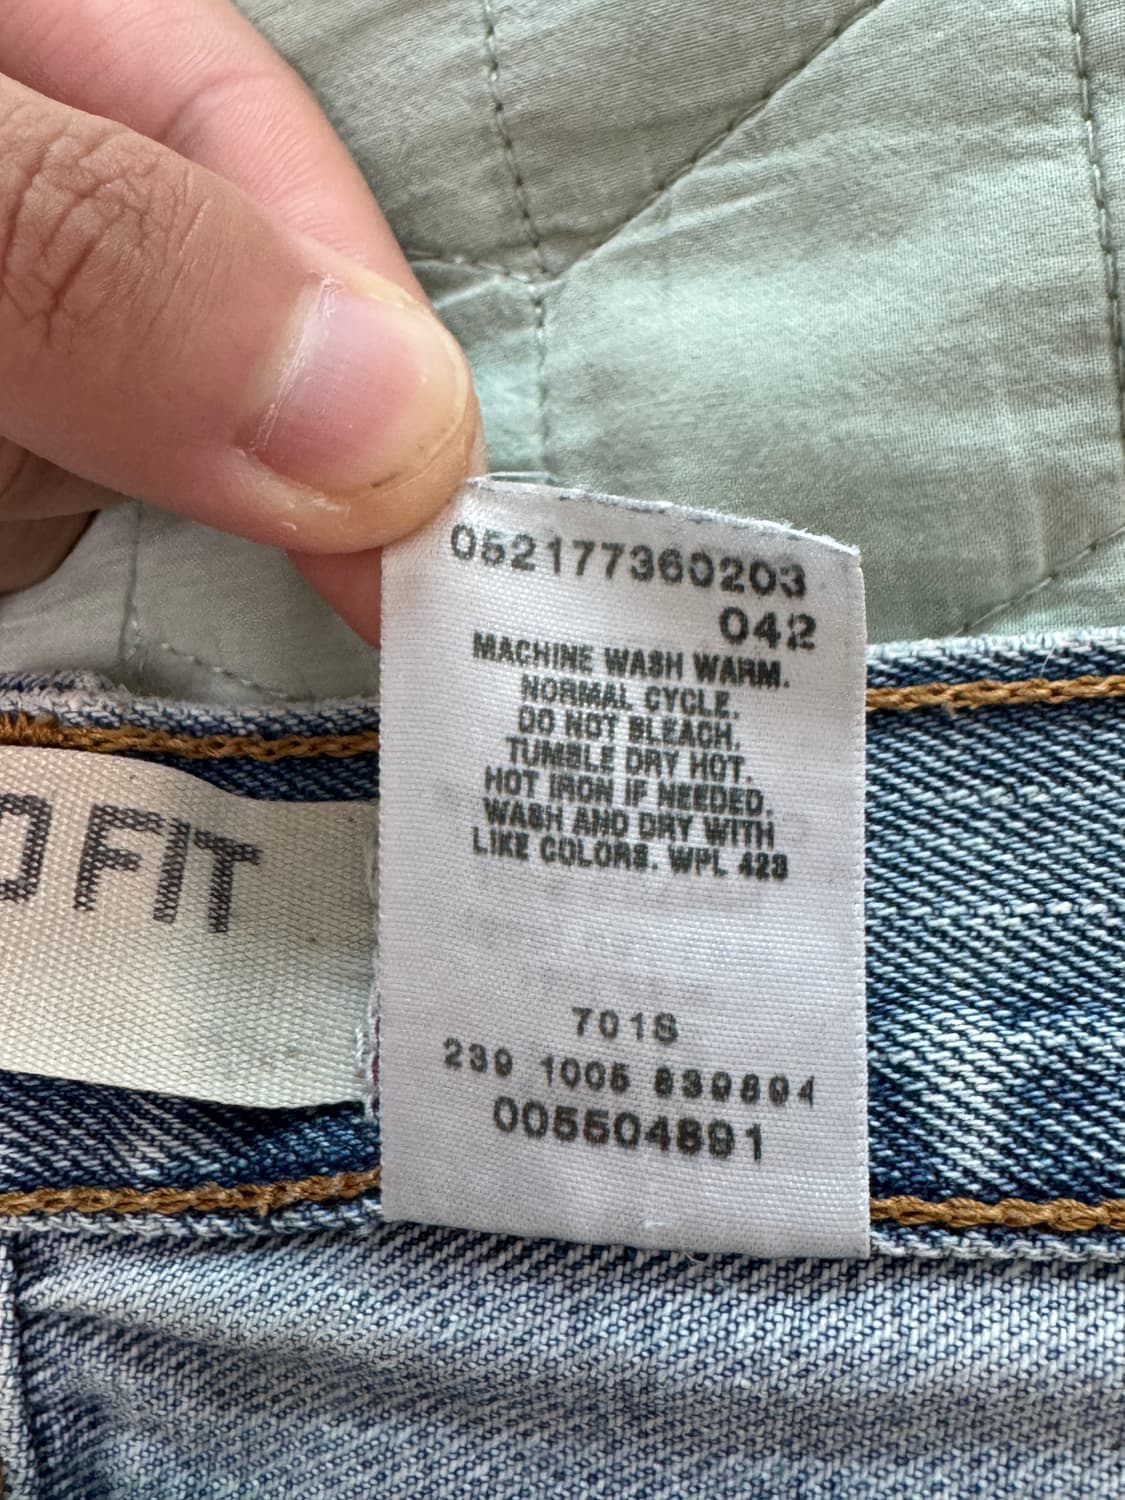 052177360203
042
MACHINE WASH WARM.
NORMAL CYCLE.
DO NOT BLEACH.
TUMBLE DRY HOT.
HOT IRON IF NEEDED.
WASH AND DRY WITH
LIKE COLORS. WPL 423
FIT
701S
239 1005
005504891